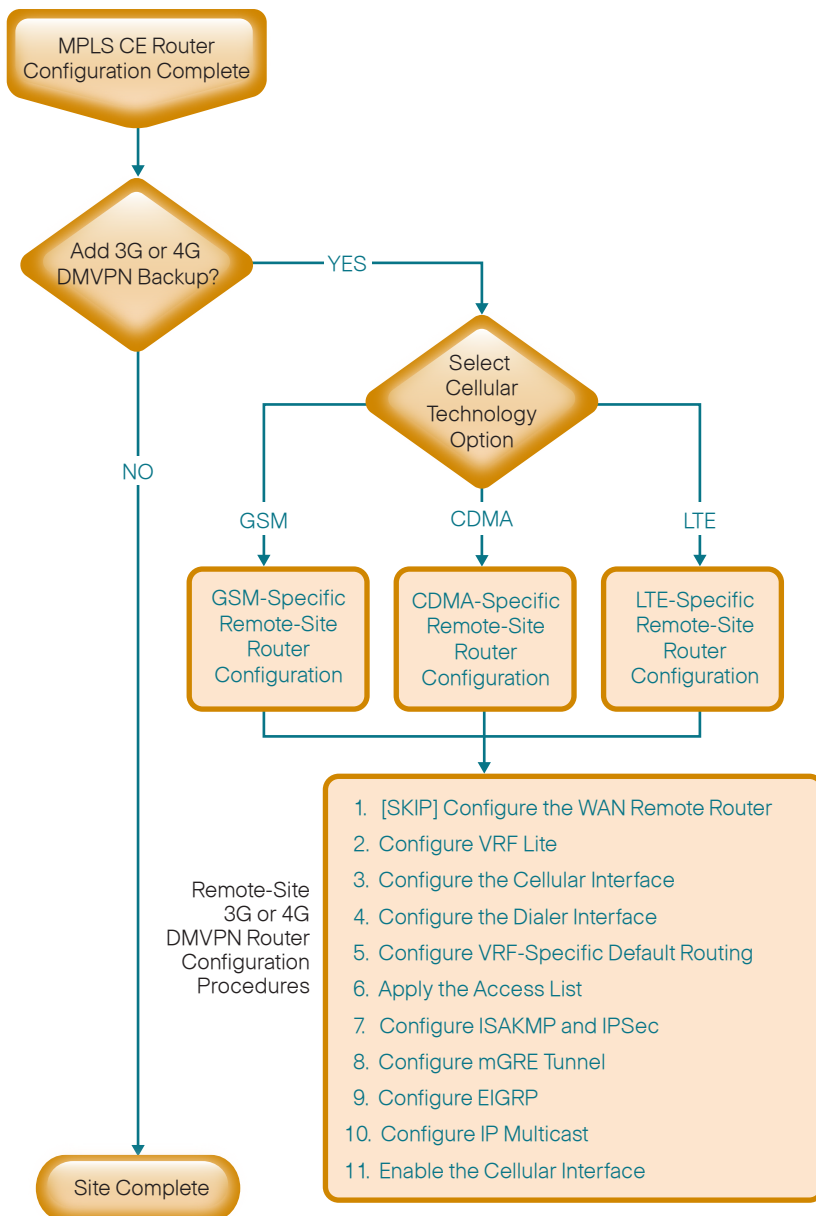 MPLS CE Router
Configuration Complete
Add 3G or 4G
DMVPN Backup?
YES
Select
Cellular
Technology
Option
NO
GSM
CDMA
LTE
GSM-Specific
Remote-Site
Router
Configuration
CDMA-Specific
Remote-Site
Router
Configuration
LTE-Specific
Remote-Site
Router
Configuration
Remote-Site
3G or 4G
DMVPN Router
Configuration
Procedures
1. [SKIP] Configure the WAN Remote Router
2. Configure VRF Lite
3. Configure the Cellular Interface
4. Configure the Dialer Interface
5. Configure VRF-Specific Default Routing
6. Apply the Access List
7. Configure ISAKMP and IPSec
8. Configure mGRE Tunnel
9. Configure EIGRP
10. Configure IP Multicast
11. Enable the Cellular Interface
Site Complete